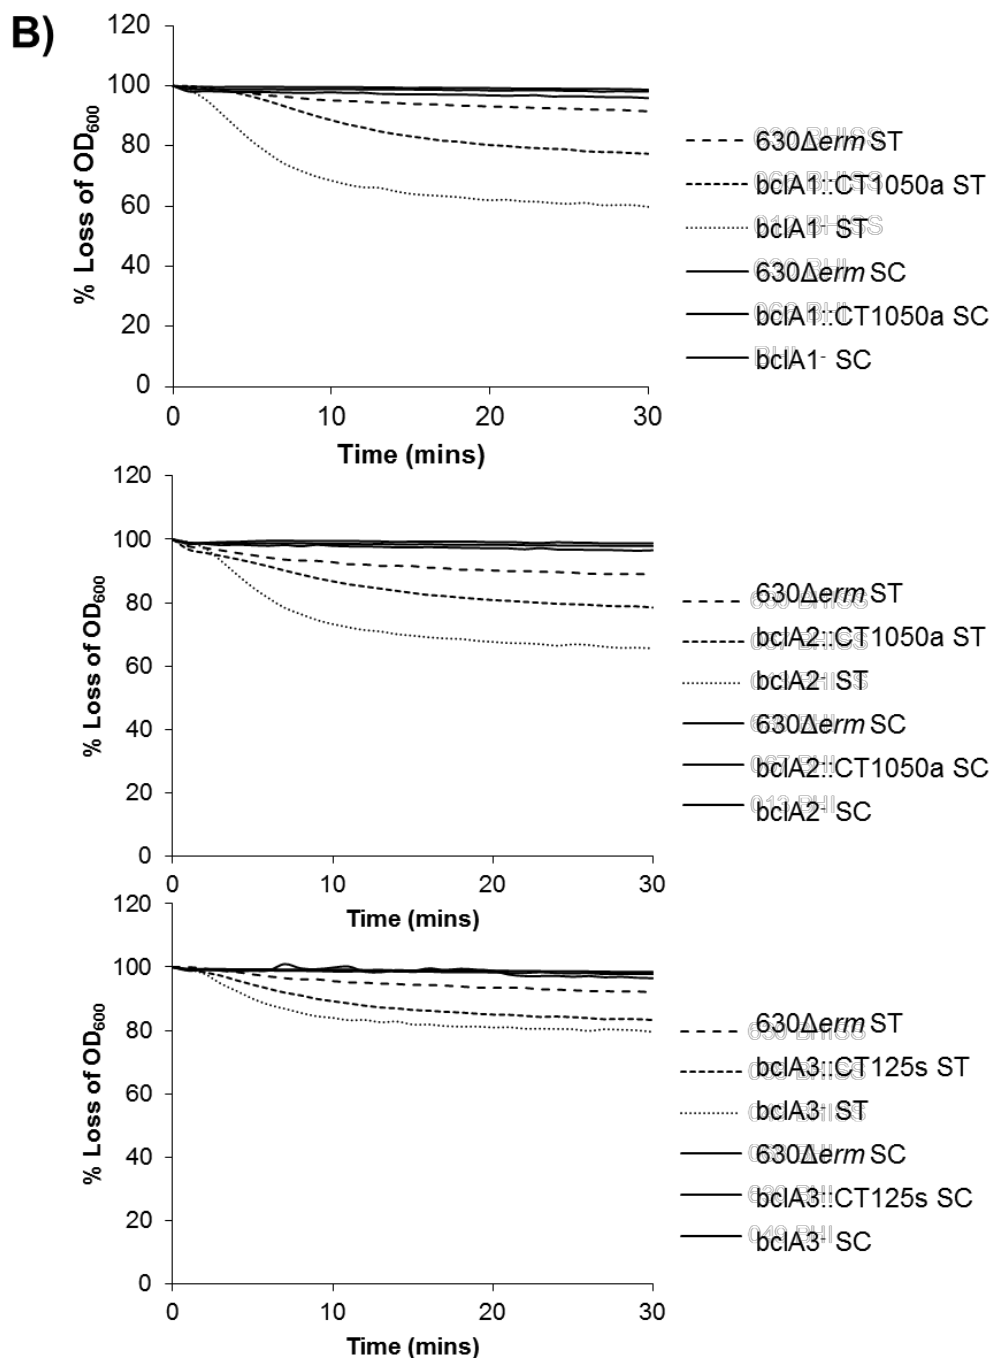 B)
120
100
80
60
40
20
0
% Loss of OD600
0 10 20 30
Time (mins)
630Δerm ST
bclA1::CT1050a ST
bclA1- ST
630Δerm SC
bclA1::CT1050a SC
bclA1- SC
120
100
80
60
40
20
0
% Loss of OD600
0 10 20 30
Time (mins)
630Δerm ST
bclA2::CT1050a ST
bclA2- ST
630Δerm SC
bclA2::CT1050a SC
bclA2- SC
120
100
80
60
40
20
0
% Loss of OD600
0 10 20 30
Time (mins)
630Δerm ST
bclA3::CT125s ST
bclA3- ST
630Δerm SC
bclA3::CT125s SC
bclA3- SC